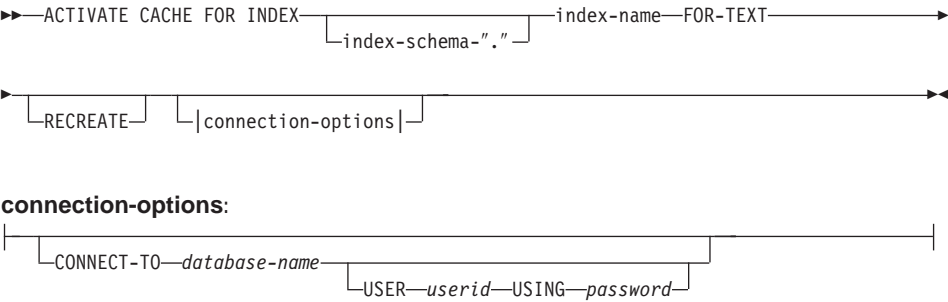 ACTIVATE CACHE FOR INDEX index-name FOR-TEXT
index-schema-"."
RECREATE |connection-options|
connection-options:
CONNECT-TO database-name
USER userid USING password